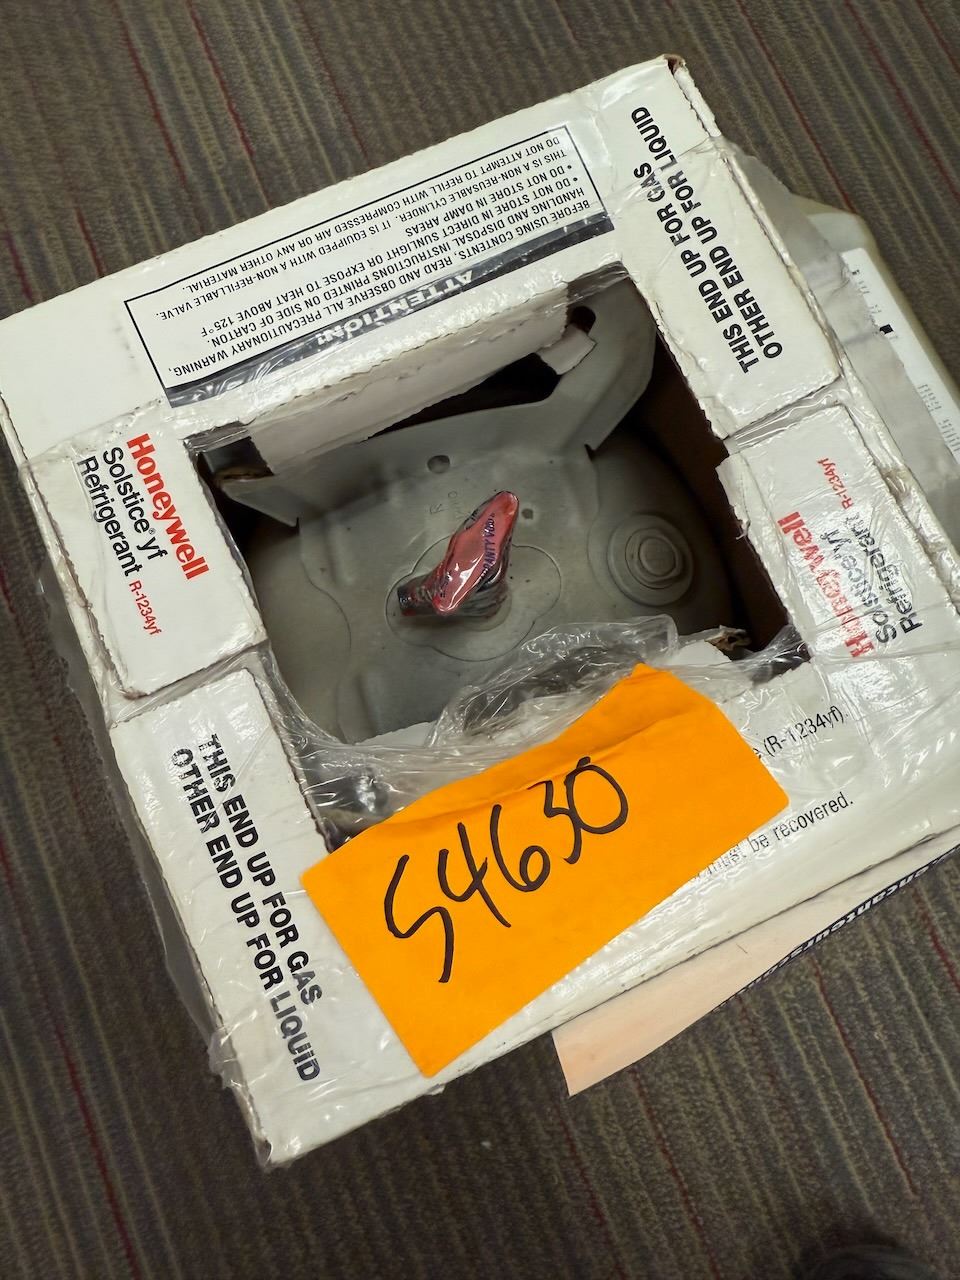 ATTENTION!
BEFORE USING CONTENTS, READ AND OBSERVE ALL PRECAUTIONARY WARNING,
HANDLING AND DISPOSAL INSTRUCTIONS PRINTED ON SIDE OF CARTON.
• DO NOT STORE IN DIRECT SUNLIGHT OR EXPOSE TO HEAT ABOVE 125°F
• DO NOT STORE IN DAMP AREAS
THIS IS A NON-REUSABLE CYLINDER. IT IS EQUIPPED WITH A NON-REFILLABLE VALVE.
DO NOT ATTEMPT TO REFILL WITH COMPRESSED AIR OR ANY OTHER MATERIAL.
THIS END UP FOR GAS
OTHER END UP FOR LIQUID
Honeywell
Solstice® yf
Refrigerant R-1234yf
Honeywell
Solstice yf
Refrigerant R-1234yf
THIS END UP FOR GAS
OTHER END UP FOR LIQUID
(R-1234yf).
must be recovered.
54630